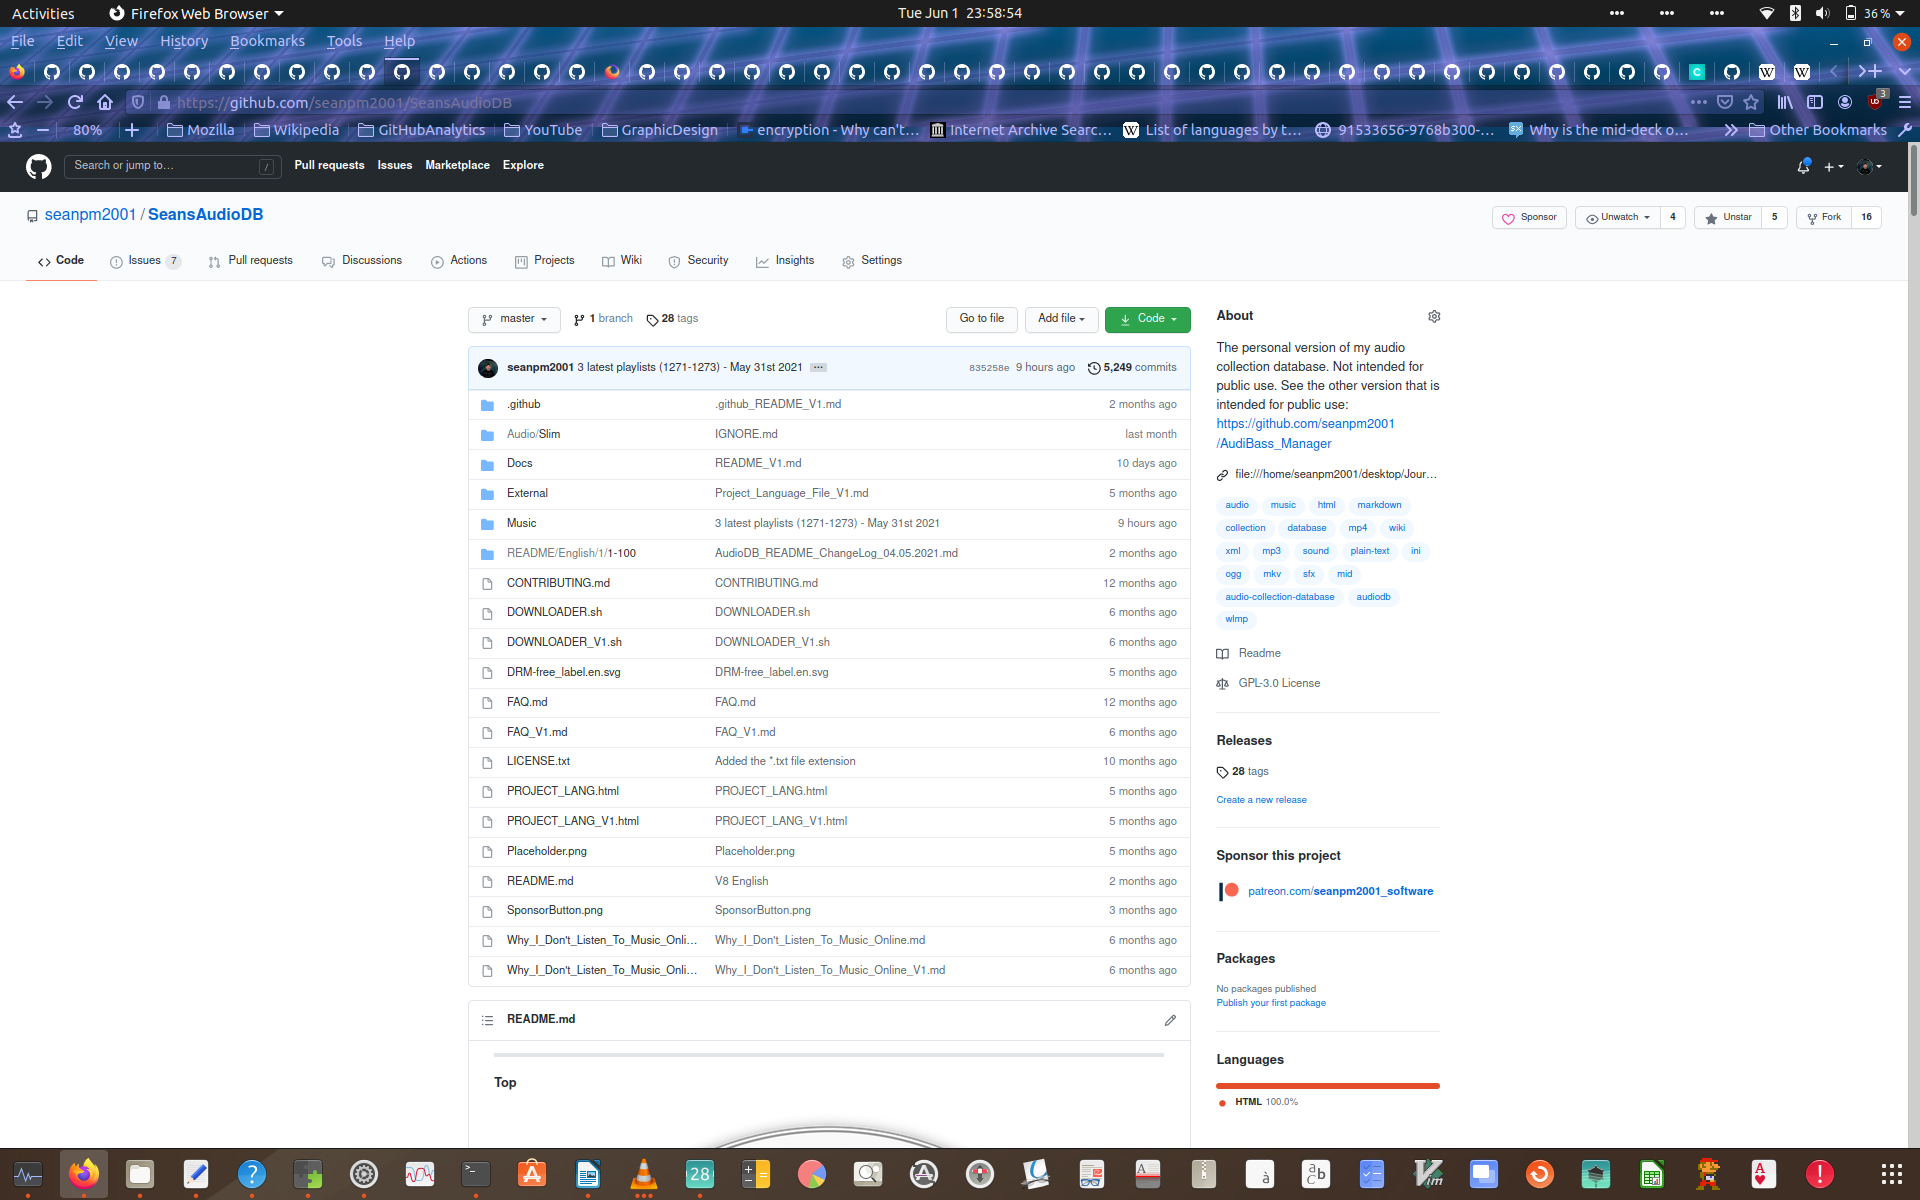 Activities
Firefox Web Browser
Tue Jun 1 23:58:54
36 %
File Edit View History Bookmarks Tools Help
https://github.com/seanpm2001/SeansAudioDB
3
80%
Mozilla
Wikipedia
GitHubAnalytics
YouTube
GraphicDesign
encryption - Why can't…
Internet Archive Searc…
List of languages by t…
91533656-9768b300-…
Why is the mid-deck o…
Other Bookmarks
Search or jump to…
/
Pull requests Issues Marketplace Explore
seanpm2001 / SeansAudioDB
Sponsor
Unwatch 4
Unstar 5
Fork 16
Code
Issues 7
Pull requests
Discussions
Actions
Projects
Wiki
Security
Insights
Settings
master
1 branch
28 tags
Go to file
Add file
Code
seanpm2001 3 latest playlists (1271-1273) - May 31st 2021 ...
835258e 9 hours ago
5,249 commits
.github .github_README_V1.md 2 months ago
Audio/Slim IGNORE.md last month
Docs README_V1.md 10 days ago
External Project_Language_File_V1.md 5 months ago
Music 3 latest playlists (1271-1273) - May 31st 2021 9 hours ago
README/English/1/1-100 AudioDB_README_ChangeLog_04.05.2021.md 2 months ago
CONTRIBUTING.md CONTRIBUTING.md 12 months ago
DOWNLOADER.sh DOWNLOADER.sh 6 months ago
DOWNLOADER_V1.sh DOWNLOADER_V1.sh 6 months ago
DRM-free_label.en.svg DRM-free_label.en.svg 5 months ago
FAQ.md FAQ.md 12 months ago
FAQ_V1.md FAQ_V1.md 6 months ago
LICENSE.txt Added the *.txt file extension 10 months ago
PROJECT_LANG.html PROJECT_LANG.html 5 months ago
PROJECT_LANG_V1.html PROJECT_LANG_V1.html 5 months ago
Placeholder.png Placeholder.png 5 months ago
README.md V8 English 2 months ago
SponsorButton.png SponsorButton.png 3 months ago
Why_I_Don't_Listen_To_Music_Onli… Why_I_Don't_Listen_To_Music_Online.md 6 months ago
Why_I_Don't_Listen_To_Music_Onli… Why_I_Don't_Listen_To_Music_Online_V1.md 6 months ago
README.md
Top
About
The personal version of my audio
collection database. Not intended for
public use. See the other version that is
intended for public use:
https://github.com/seanpm2001
/AudiBass_Manager
file:///home/seanpm2001/desktop/Jour…
audio music html markdown
collection database mp4 wiki
xml mp3 sound plain-text ini
ogg mkv sfx mid
audio-collection-database audiodb
wlmp
Readme
GPL-3.0 License
Releases
28 tags
Create a new release
Sponsor this project
patreon.com/seanpm2001_software
Packages
No packages published
Publish your first package
Languages
HTML 100.0%
28